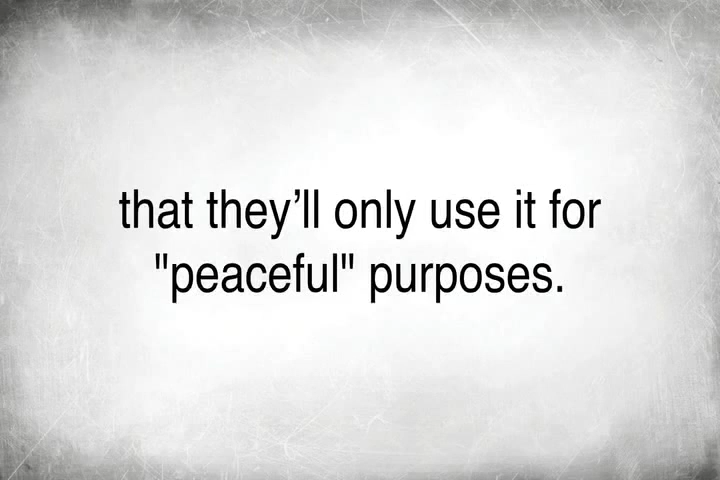 that they’ll only use it for
"peaceful" purposes.